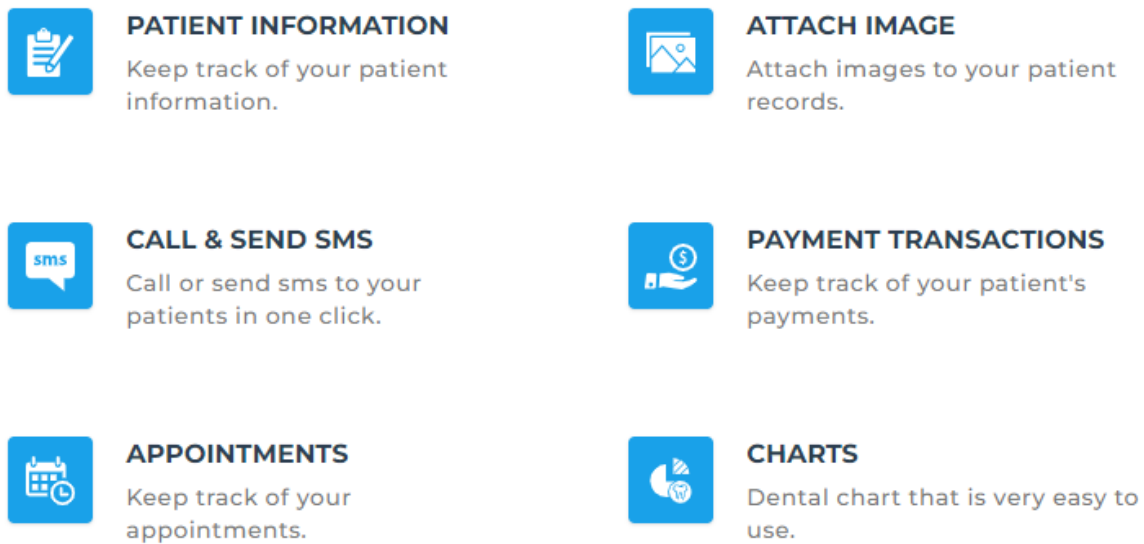 PATIENT INFORMATION
Keep track of your patient
information.
ATTACH IMAGE
Attach images to your patient
records.
sms
CALL & SEND SMS
Call or send sms to your
patients in one click.
$
PAYMENT TRANSACTIONS
Keep track of your patient's
payments.
APPOINTMENTS
Keep track of your
appointments.
CHARTS
Dental chart that is very easy to
use.